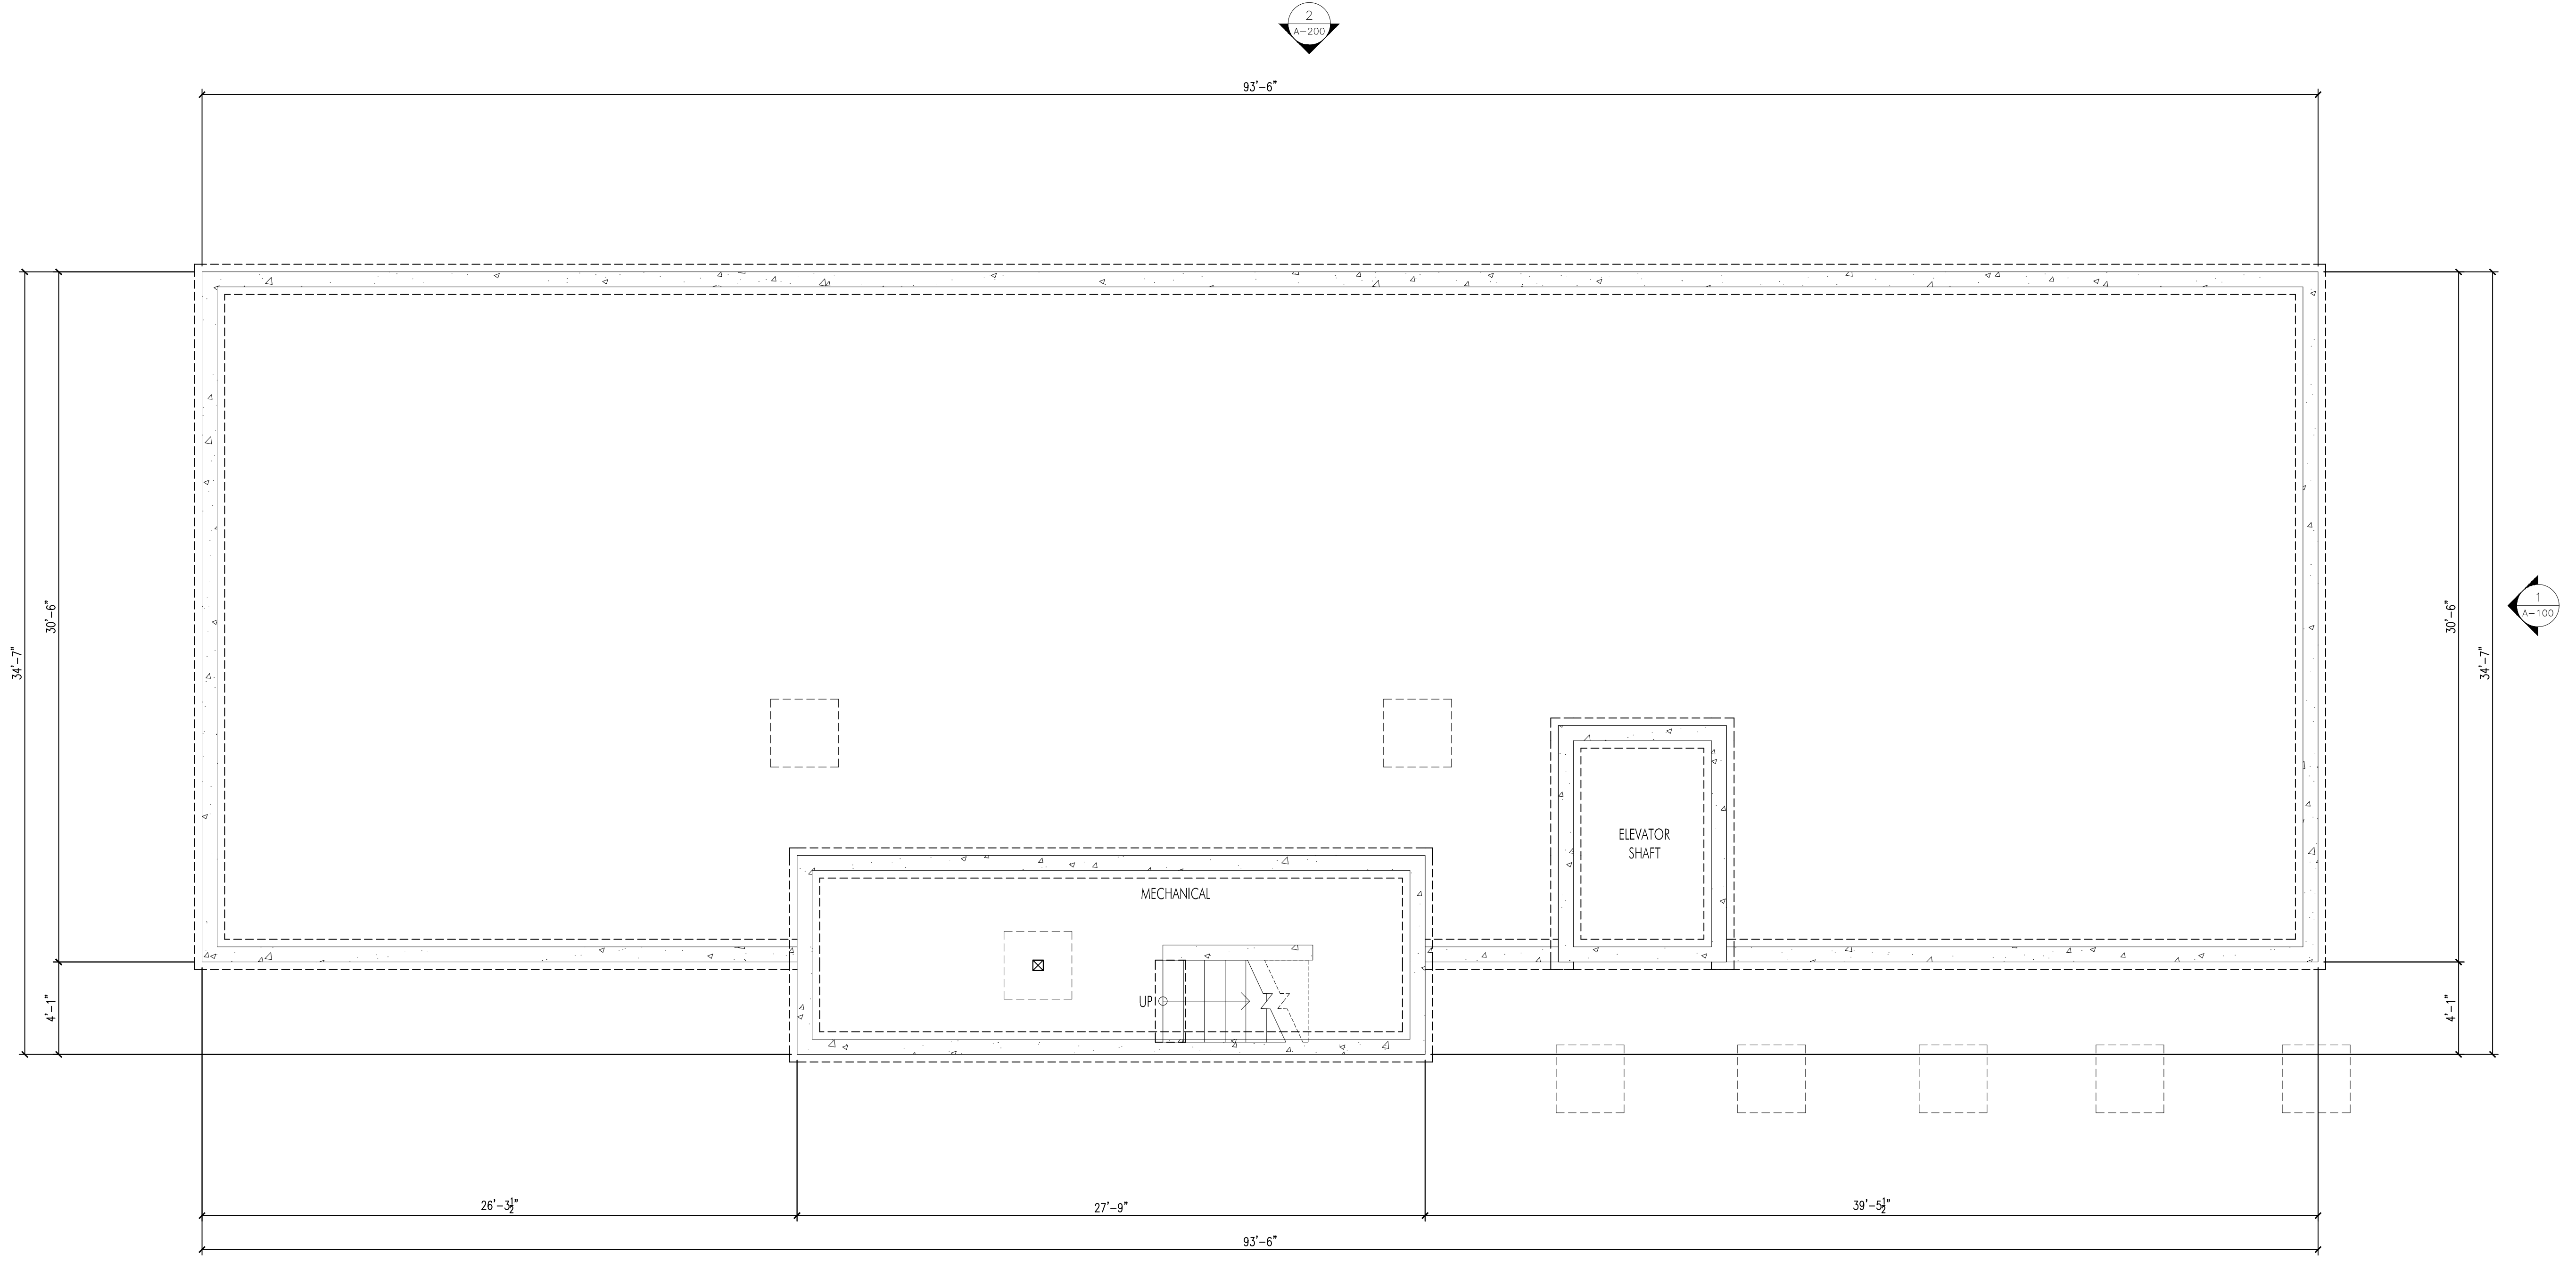 2
A-200
93'-6"
34'-7"
30'-6"
4'-1"
30'-6"
34'-7"
4'-1"
1
A-100
ELEVATOR
SHAFT
MECHANICAL
UP
26'-3½"
27'-9"
39'-5½"
93'-6"